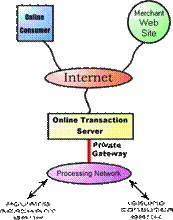 Online
Consumer
Merchant
Web
Site
Internet
Online Transaction
Server
Private
Gateway
Processing Network